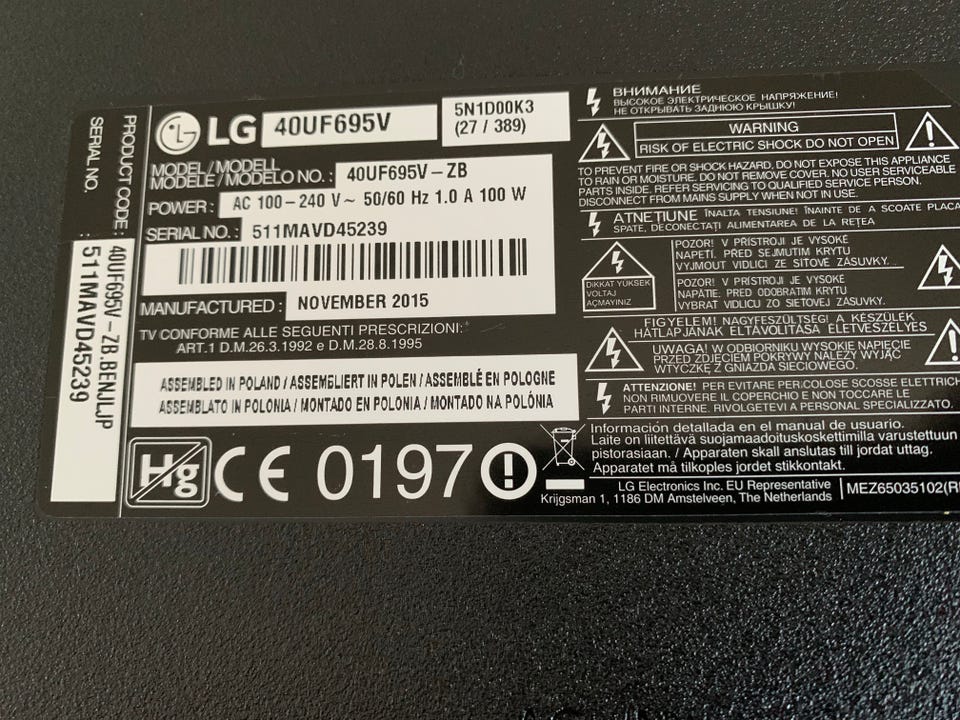 PRODUCT CODE: 40UF695V-ZB.BENJLJP
SERIAL NO. 511MAVD45239
LG 40UF695V
5N1D00K3
(27 / 389)
MODEL/MODELL
MODELE/MODELO NO.: 40UF695V-ZB
POWER: AC 100-240 V~ 50/60 Hz 1.0 A 100 W
SERIAL NO.: 511MAVD45239
MANUFACTURED: NOVEMBER 2015
TV CONFORME ALLE SEGUENTI PRESCRIZIONI:
ART.1 D.M.26.3.1992 e D.M.28.8.1995
ASSEMBLED IN POLAND / ASSEMBLIERT IN POLEN / ASSEMBLÉ EN POLOGNE
ASSEMBLATO IN POLONIA / MONTADO EN POLONIA / MONTADO NA POLÓNIA
Hg CE 0197
ВНИМАНИЕ
ВЫСОКОЕ ЭЛЕКТРИЧЕСКОЕ НАПРЯЖЕНИЕ!
НЕ ОТКРЫВАТЬ ЗАДНЮЮ КРЫШКУ!
WARNING
RISK OF ELECTRIC SHOCK DO NOT OPEN
TO PREVENT FIRE OR SHOCK HAZARD, DO NOT EXPOSE THIS APPLIANCE
TO RAIN OR MOISTURE. DO NOT REMOVE COVER. NO USER SERVICEABLE
PARTS INSIDE. REFER SERVICING TO QUALIFIED SERVICE PERSON.
DISCONNECT FROM MAINS SUPPLY WHEN NOT IN USE.
ATENȚIUNE ÎNALTA TENSIUNE! ÎNAINTE DE A SCOATE PLACA
SPATE, DECONECTAȚI ALIMENTAREA DE LA REȚEA
DİKKAT YUKSEK
VOLTAJ
AÇMAYINIZ
POZOR! V PŘÍSTROJI JE VYSOKÉ
NAPĚTÍ. PŘED SEJMUTÍM KRYTU
VYJMOUT VIDLICI ZE SÍŤOVÉ ZÁSUVKY...
POZOR! V PRÍSTROJI JE VYSOKÉ
NAPÄTIE. PRED ODOBRATIM KRYTU
VYBRAT VIDLICU ZO SIETOVEJ ZÁSUVKY.
FIGYELEM! NAGYFESZÜLTSÉG! A KÉSZÜLÉK
HÁTLAPJÁNAK ELTÁVOLÍTÁSA ÉLETVESZÉLYES
UWAGA! W ODBIORNIKU WYSOKIE NAPIĘCIE
PRZED ZDJĘCIEM POKRYWY NALEŻY WYJĄĆ
WTYCZKĘ Z GNIAZDA SIECIOWEGO.
ATTENZIONE! PER EVITARE PERICOLOSE SCOSSE ELETTRICH
NON RIMUOVERE IL COPERCHIO E NON TOCCARE LE
PARTI INTERNE. RIVOLGETEVI A PERSONAL SPECIALIZZATO.
Información detallada en el manual de usuario.
Laite on liitettävä suojamaadoituskoskettimilla varustettuun
pistorasiaan. / Apparaten skall anslutas till jordat uttag.
Apparatet må tilkoples jordet stikkontakt.
LG Electronics Inc. EU Representative
Krijgsman 1, 1186 DM Amstelveen, The Netherlands
MEZ65035102(R